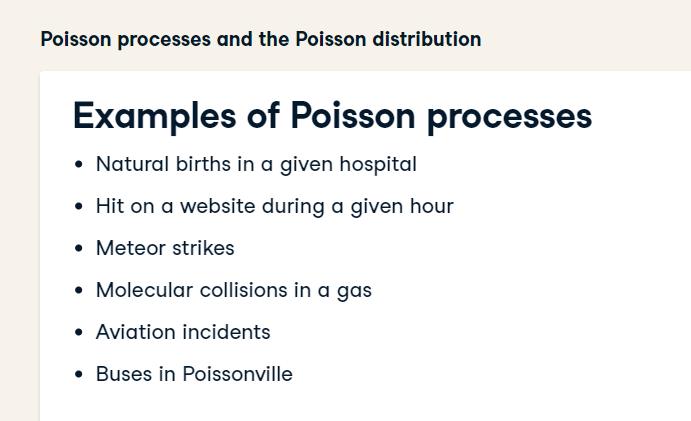 Poisson processes and the Poisson distribution
Examples of Poisson processes
• Natural births in a given hospital
• Hit on a website during a given hour
• Meteor strikes
• Molecular collisions in a gas
• Aviation incidents
• Buses in Poissonville